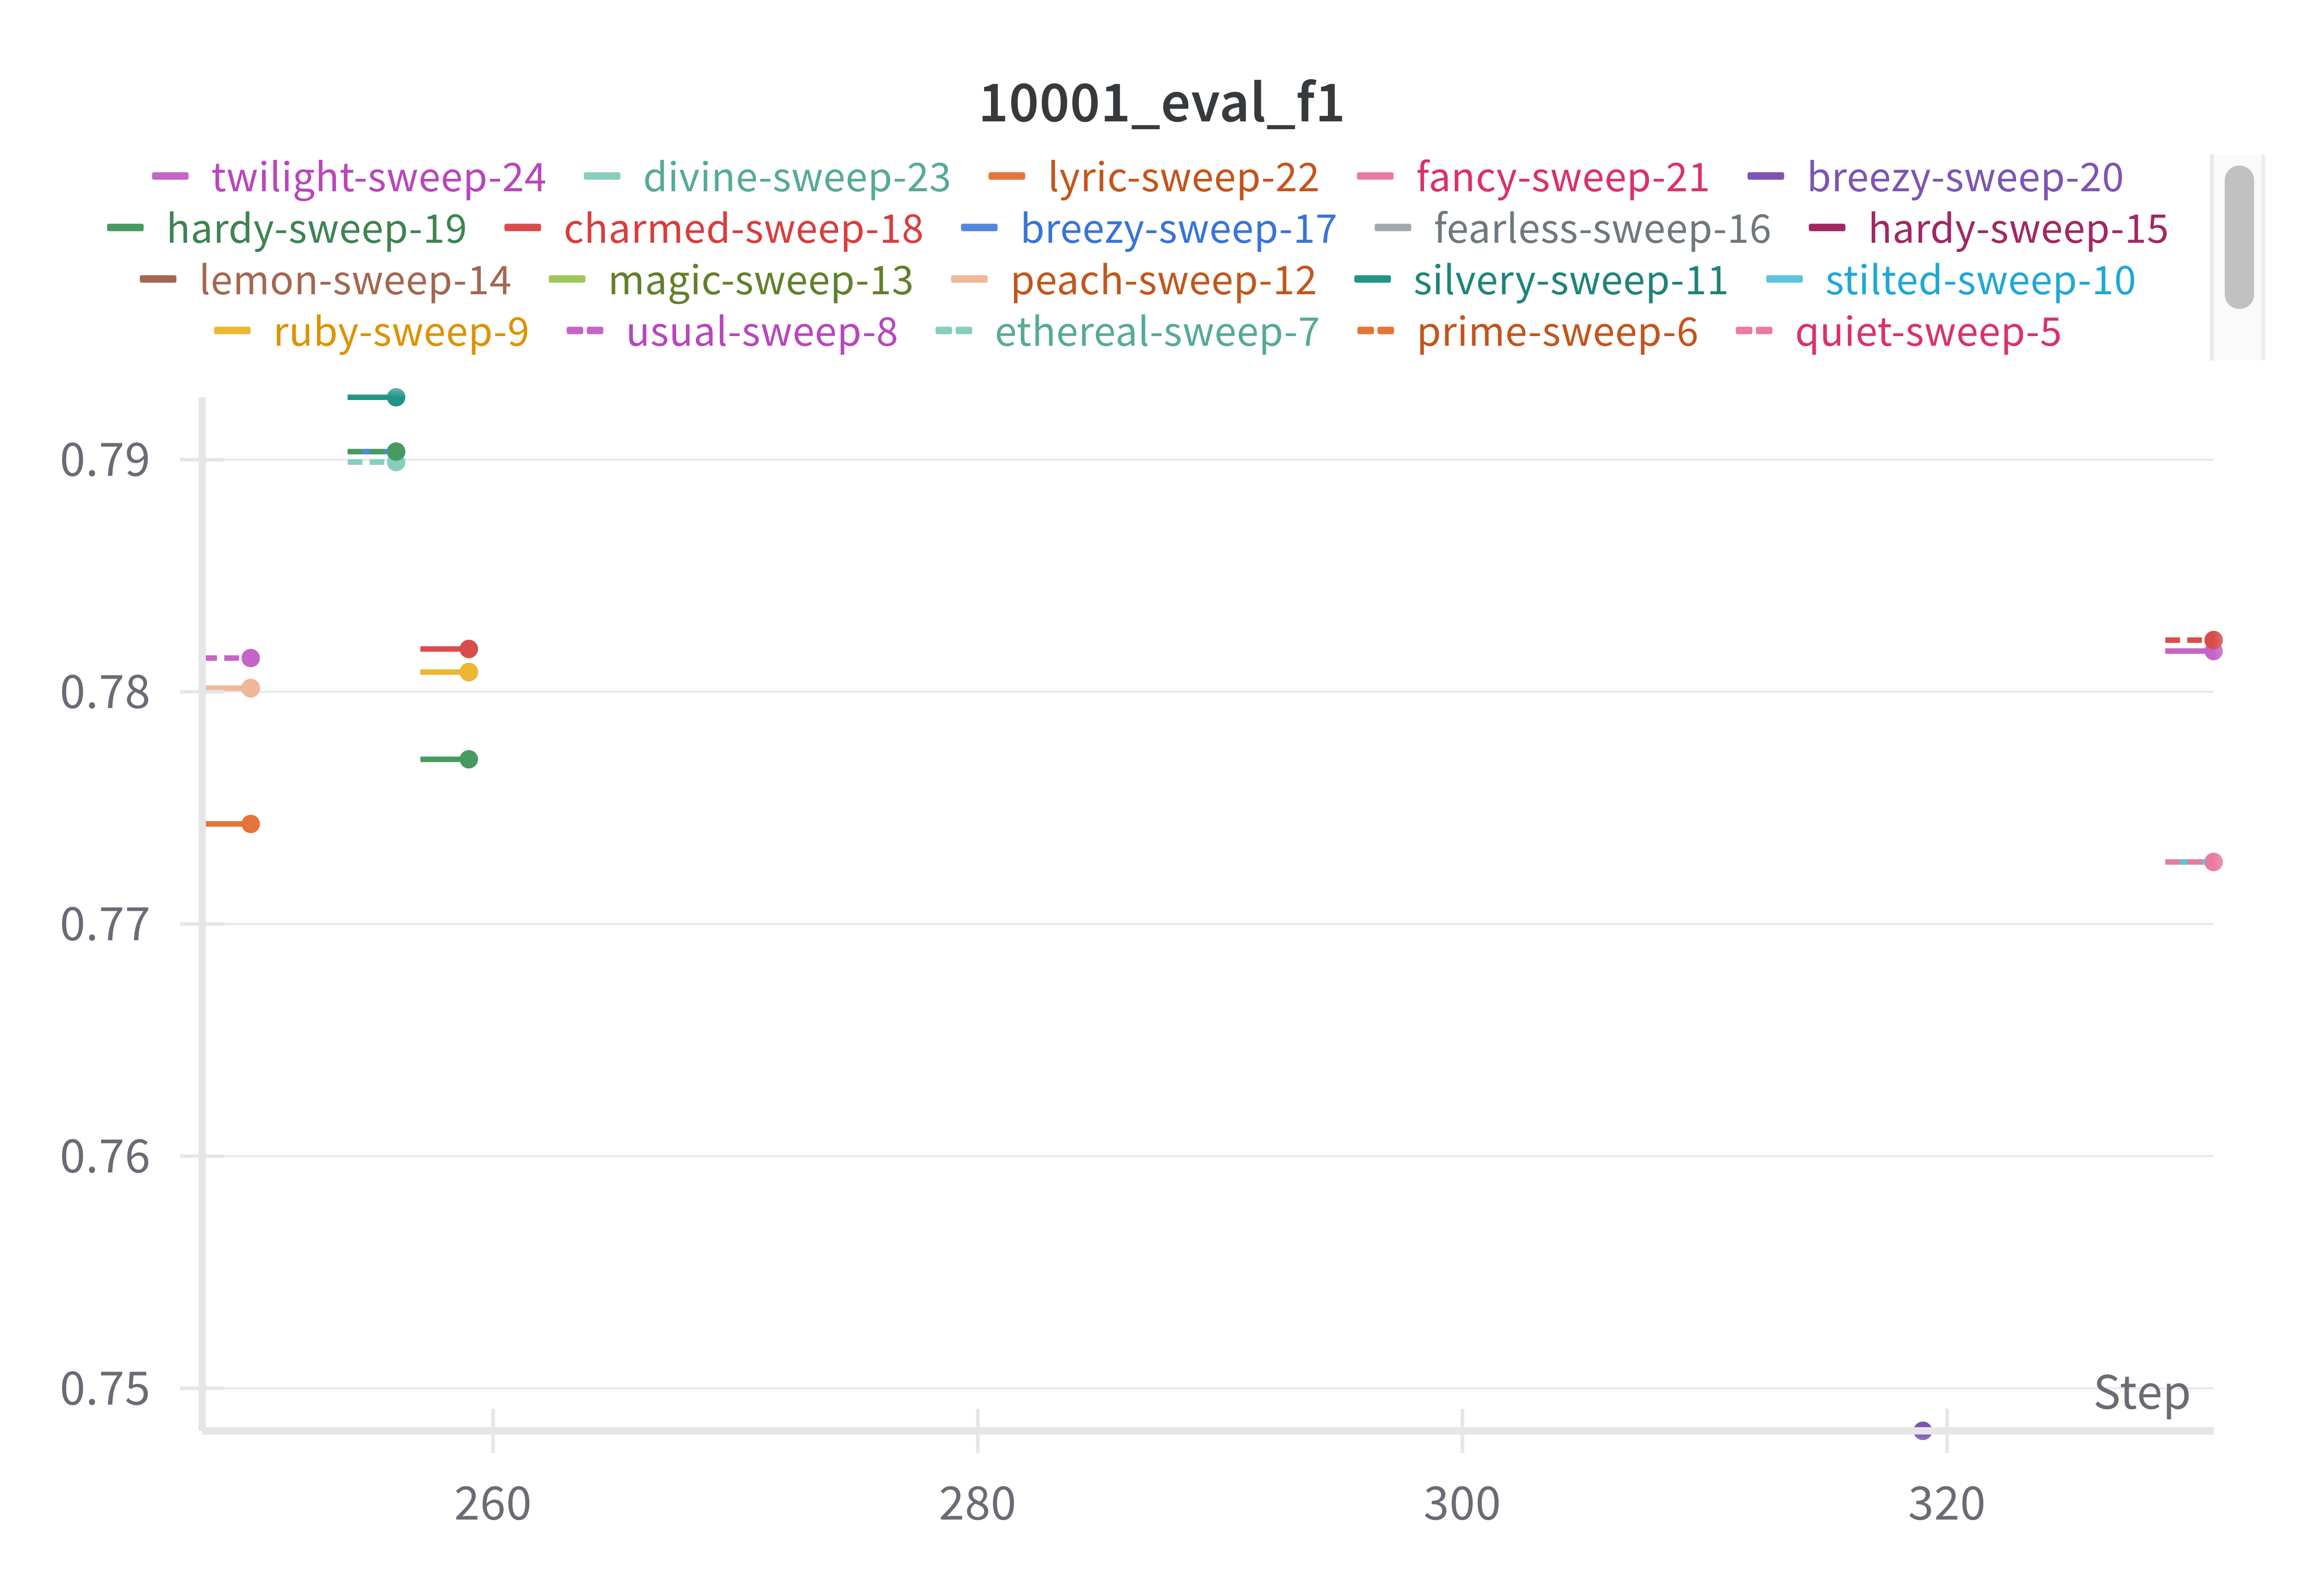 10001_eval_f1
twilight-sweep-24 divine-sweep-23 lyric-sweep-22 fancy-sweep-21 breezy-sweep-20
hardy-sweep-19 charmed-sweep-18 breezy-sweep-17 fearless-sweep-16 hardy-sweep-15
lemon-sweep-14 magic-sweep-13 peach-sweep-12 silvery-sweep-11 stilted-sweep-10
ruby-sweep-9 usual-sweep-8 ethereal-sweep-7 prime-sweep-6 quiet-sweep-5
0.79
0.78
0.77
0.76
0.75
Step
260 280 300 320